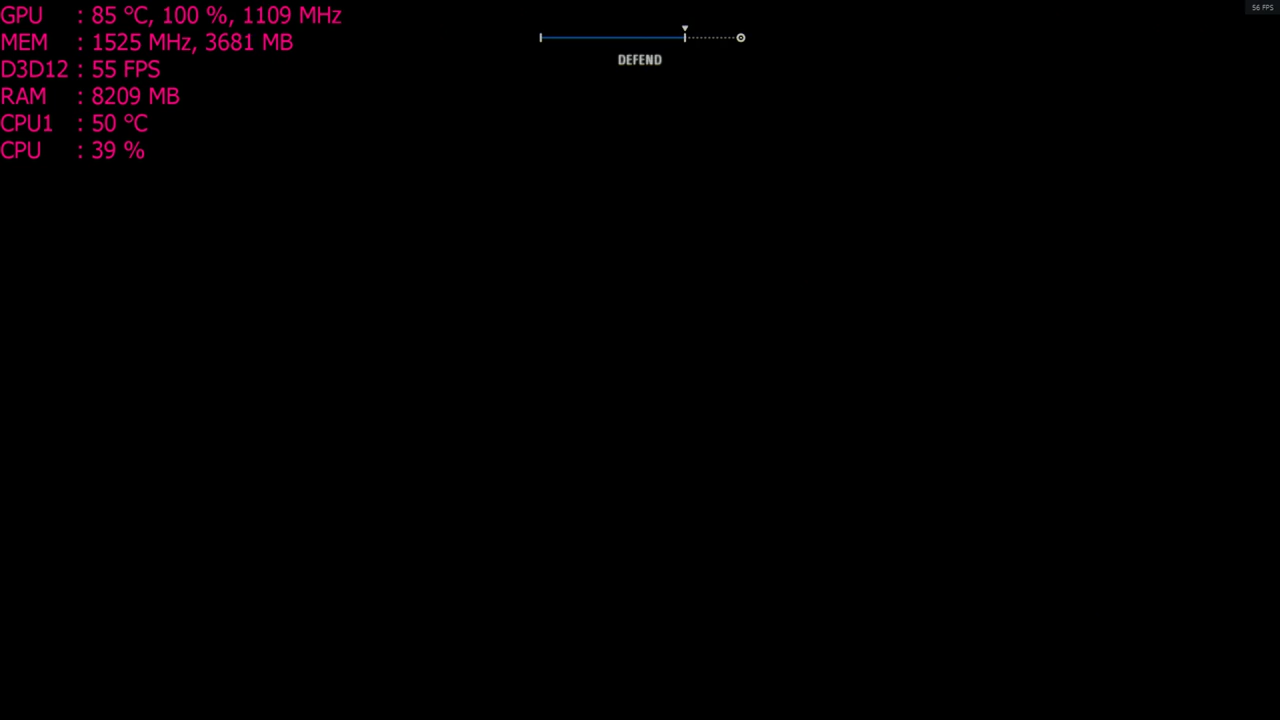 GPU : 85 °C, 100 %, 1109 MHz
MEM : 1525 MHz, 3681 MB
D3D12 : 55 FPS
RAM : 8209 MB
CPU1 : 50 °C
CPU : 39 %
DEFEND
56 FPS